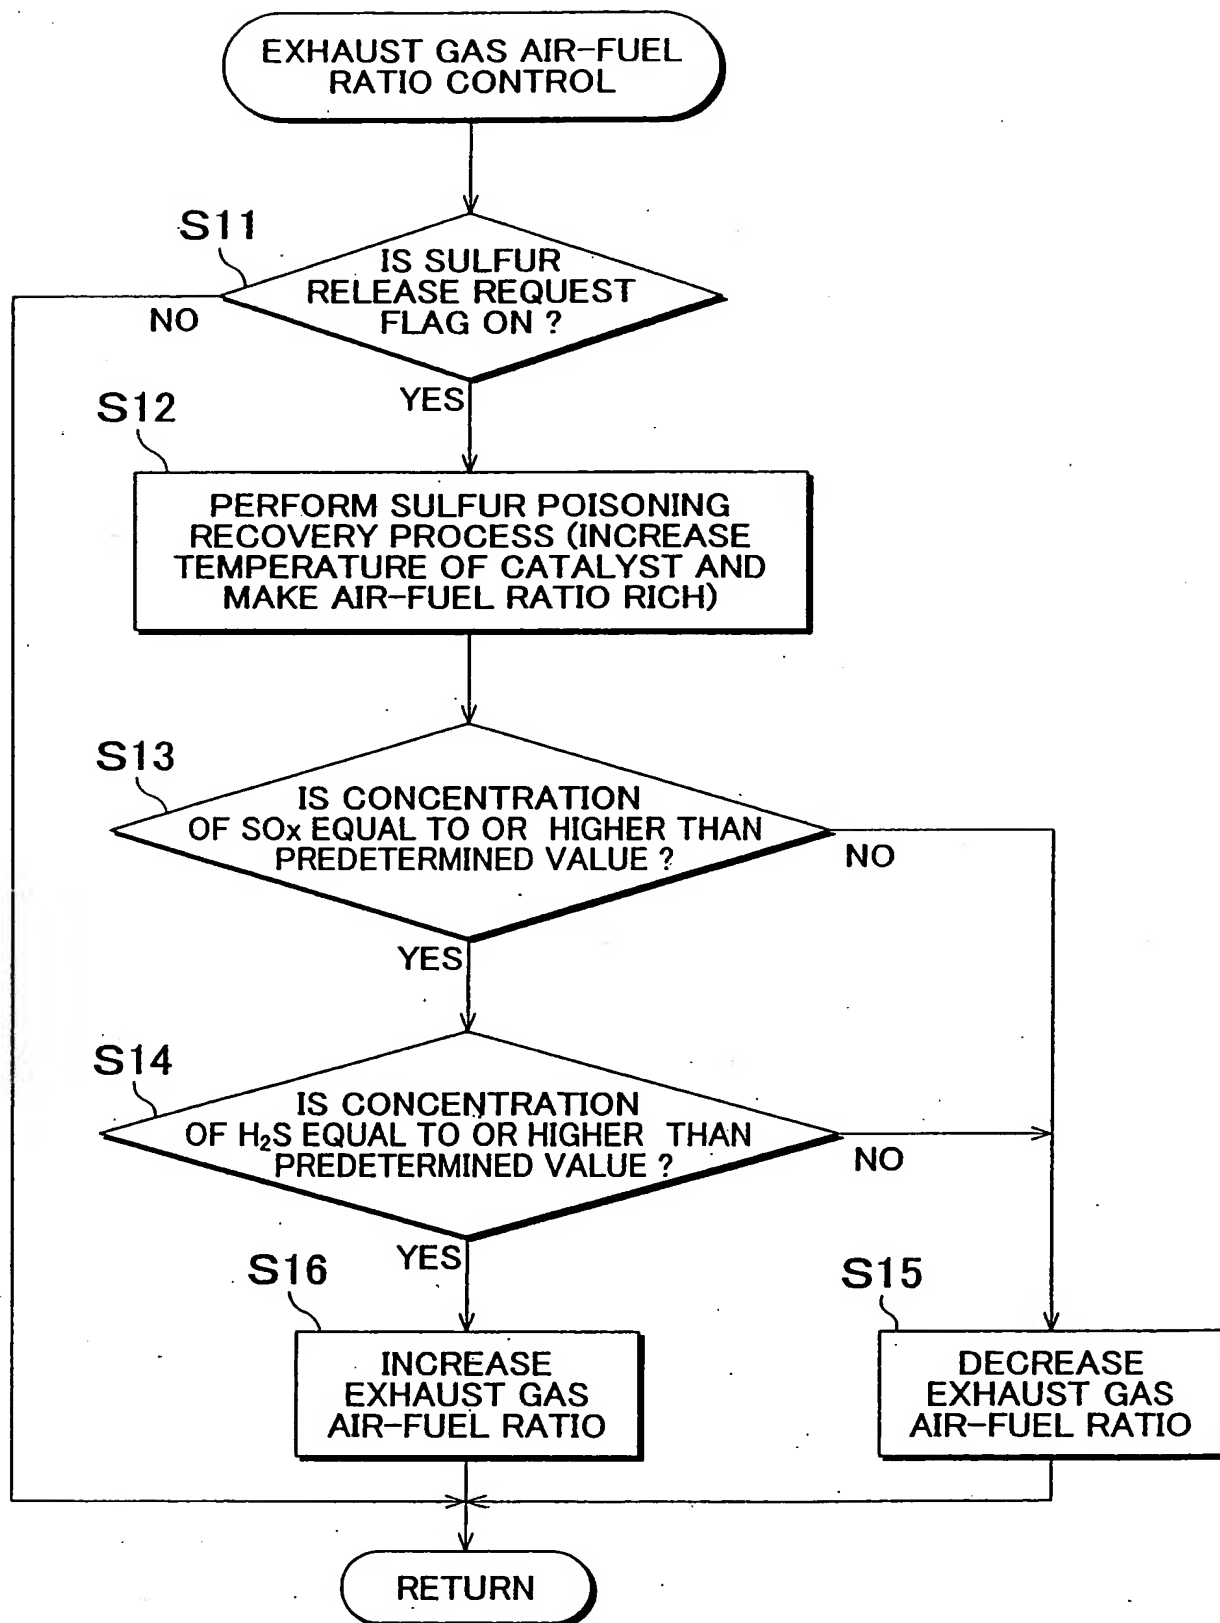 EXHAUST GAS AIR-FUEL
RATIO CONTROL
S11
IS SULFUR
RELEASE REQUEST
FLAG ON ?
NO
YES
S12
PERFORM SULFUR POISONING
RECOVERY PROCESS (INCREASE
TEMPERATURE OF CATALYST AND
MAKE AIR-FUEL RATIO RICH)
S13
IS CONCENTRATION
OF SOx EQUAL TO OR HIGHER THAN
PREDETERMINED VALUE ?
NO
YES
S14
IS CONCENTRATION
OF H₂S EQUAL TO OR HIGHER THAN
PREDETERMINED VALUE ?
NO
YES
S16
INCREASE
EXHAUST GAS
AIR-FUEL RATIO
S15
DECREASE
EXHAUST GAS
AIR-FUEL RATIO
RETURN